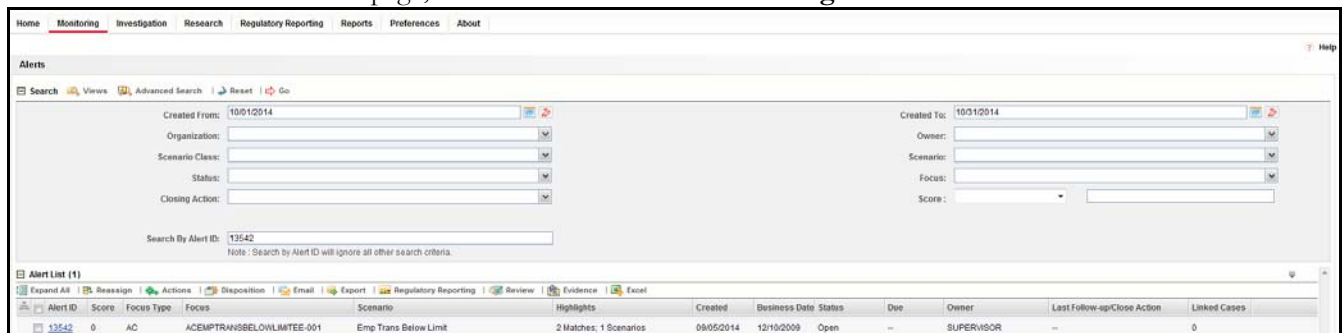 Home Monitoring Investigation Research Regulatory Reporting Reports Preferences About
? Help
Alerts
Search Views Advanced Search Reset Go
Created From: 10/01/2014 Created To: 10/31/2014
Organization: Owner:
Scenario Class: Scenario:
Status: Focus:
Closing Action: Score :
Search By Alert ID: 13542
Note : Search by Alert ID will ignore all other search criteria.
Alert List (1)
Expand All Reassign Actions Disposition Email Export Regulatory Reporting Review Evidence Excel
Alert ID Score Focus Type Focus Scenario Highlights Created Business Date Status Due Owner Last Follow-up/Close Action Linked Cases
13542 0 AC ACEMPTRANSBELOWLIMITEE-001 Emp Trans Below Limit 2 Matches; 1 Scenarios 09/05/2014 12/10/2009 Open -- SUPERVISOR -- 0